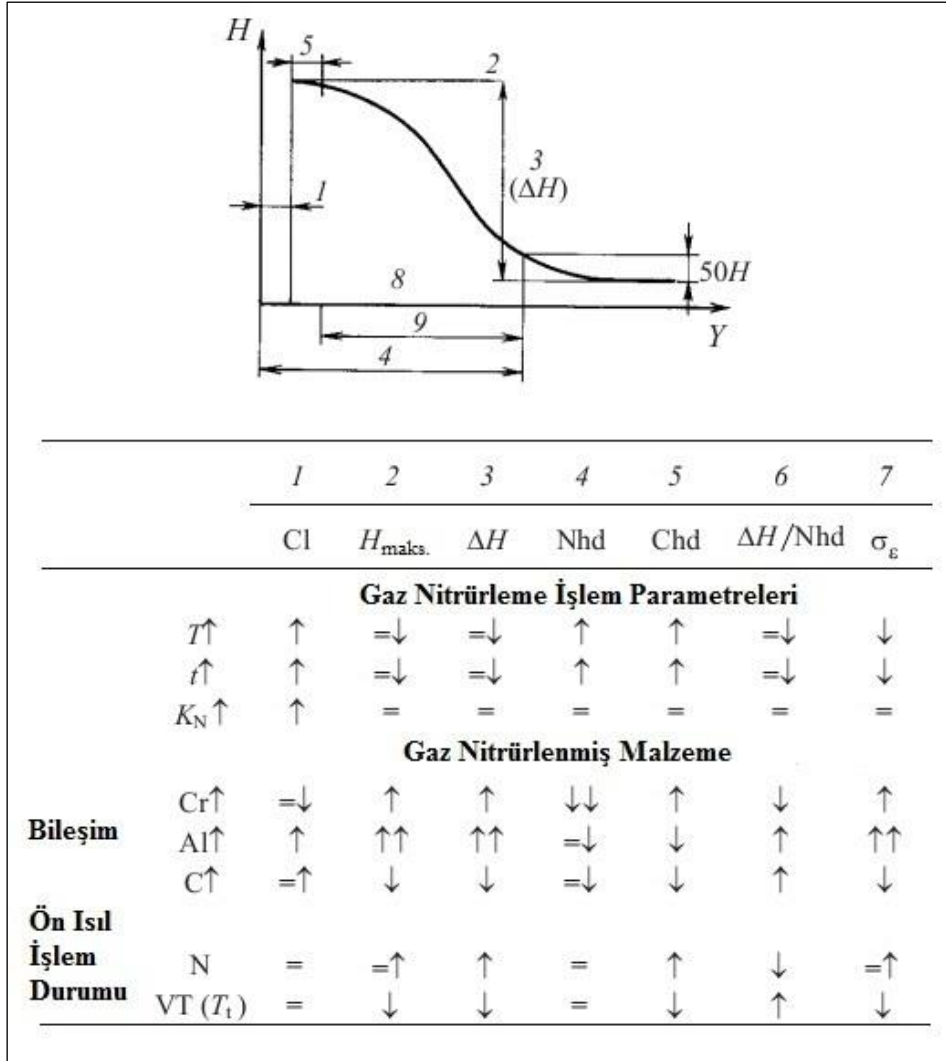 H
5
2
3
(ΔH)
1
50H
8
9
Y
4
1 2 3 4 5 6 7
Cl H maks. ΔH Nhd Chd ΔH/Nhd σε
Gaz Nitrürleme İşlem Parametreleri
T↑ ↑ =↓ =↓ ↑ ↑ =↓ ↓
t↑ ↑ =↓ =↓ ↑ ↑ =↓ ↓
KN↑ ↑ = = = = = =
Gaz Nitrürlenmiş Malzeme
Cr↑ =↓ ↑ ↑ ↓↓ ↑ ↓ ↑
Bileşim
Al↑ ↑ ↑↑ ↑↑ =↓ ↓ ↑ ↑↑
C↑ =↑ ↓ ↓ =↓ ↓ ↑ ↓
Ön Isıl
İşlem
Durumu
N = =↑ ↑ = ↑ ↓ =↑
VT (Tt) = ↓ ↓ = ↓ ↑ ↓